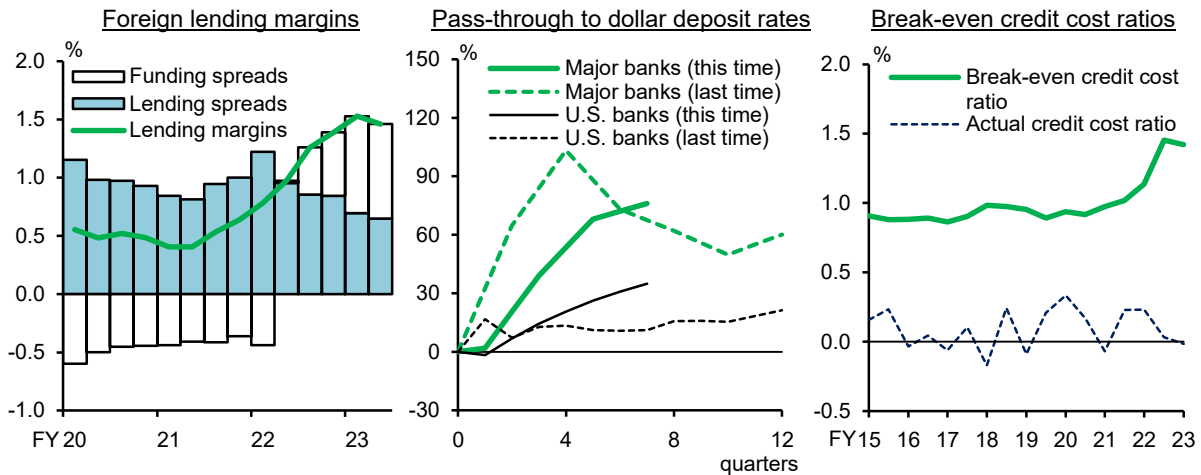 Foreign lending margins
%
2.0
1.5
1.0
0.5
0.0
-0.5
-1.0
Funding spreads
Lending spreads
Lending margins
FY 20 21 22 23
Pass-through to dollar deposit rates
%
150
120
90
60
30
0
-30
Major banks (this time)
Major banks (last time)
U.S. banks (this time)
U.S. banks (last time)
0 4 8 12
quarters
Break-even credit cost ratios
%
2.0
1.5
1.0
0.5
0.0
-0.5
Break-even credit cost
ratio
Actual credit cost ratio
FY 15 16 17 18 19 20 21 22 23